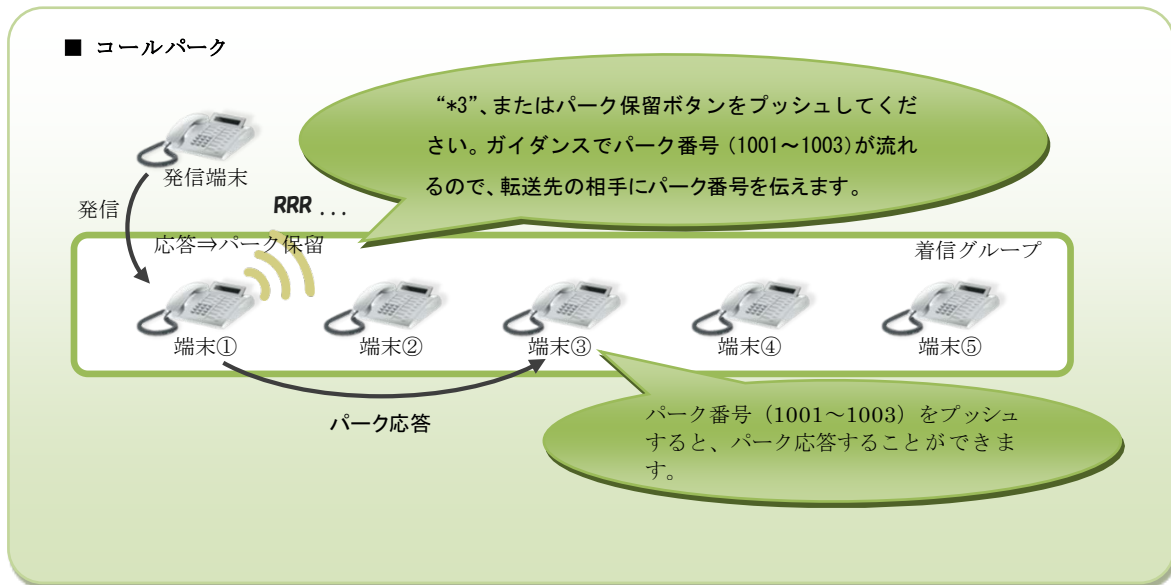 ■ コールパーク
“*3”、またはパーク保留ボタンをプッシュしてくだ
さい。ガイダンスでパーク番号（1001～1003）が流れ
るので、転送先の相手にパーク番号を伝えます。
発信端末
発信
RRR ...
応答⇒パーク保留
着信グループ
端末①
端末②
端末③
端末④
端末⑤
パーク応答
パーク番号（1001～1003）をプッシュ
すると、パーク応答することができま
す。